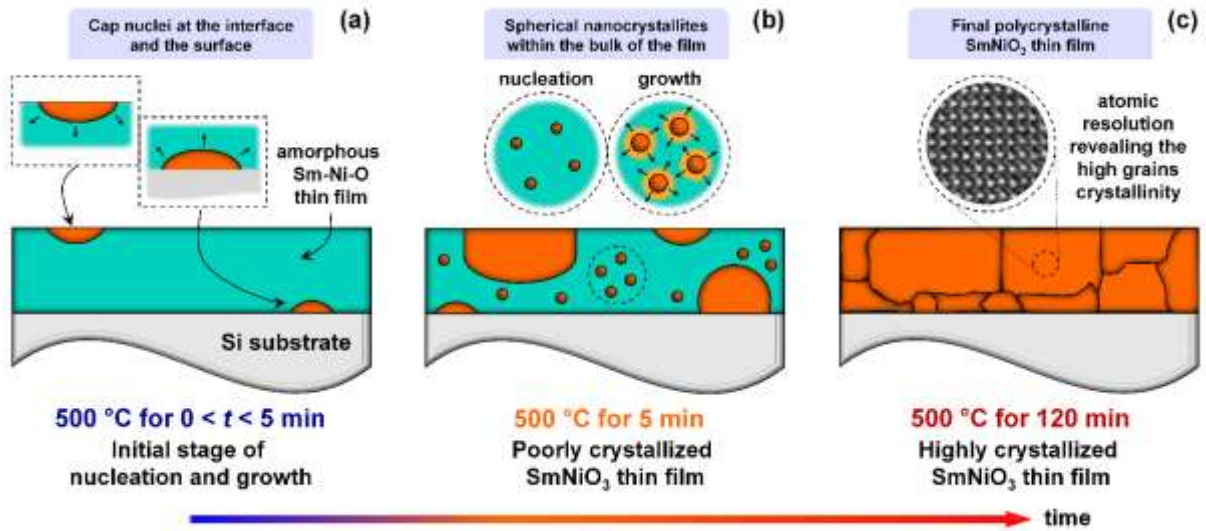 Cap nuclei at the interface
and the surface
(a)
amorphous
Sm-Ni-O
thin film
Si substrate
500 °C for 0 < t < 5 min
Initial stage of
nucleation and growth
Spherical nanocrystallites
within the bulk of the film
(b)
nucleation
growth
500 °C for 5 min
Poorly crystallized
SmNiO₃ thin film
Final polycrystalline
SmNiO₃ thin film
(c)
atomic
resolution
revealing the
high grains
crystallinity
500 °C for 120 min
Highly crystallized
SmNiO₃ thin film
time